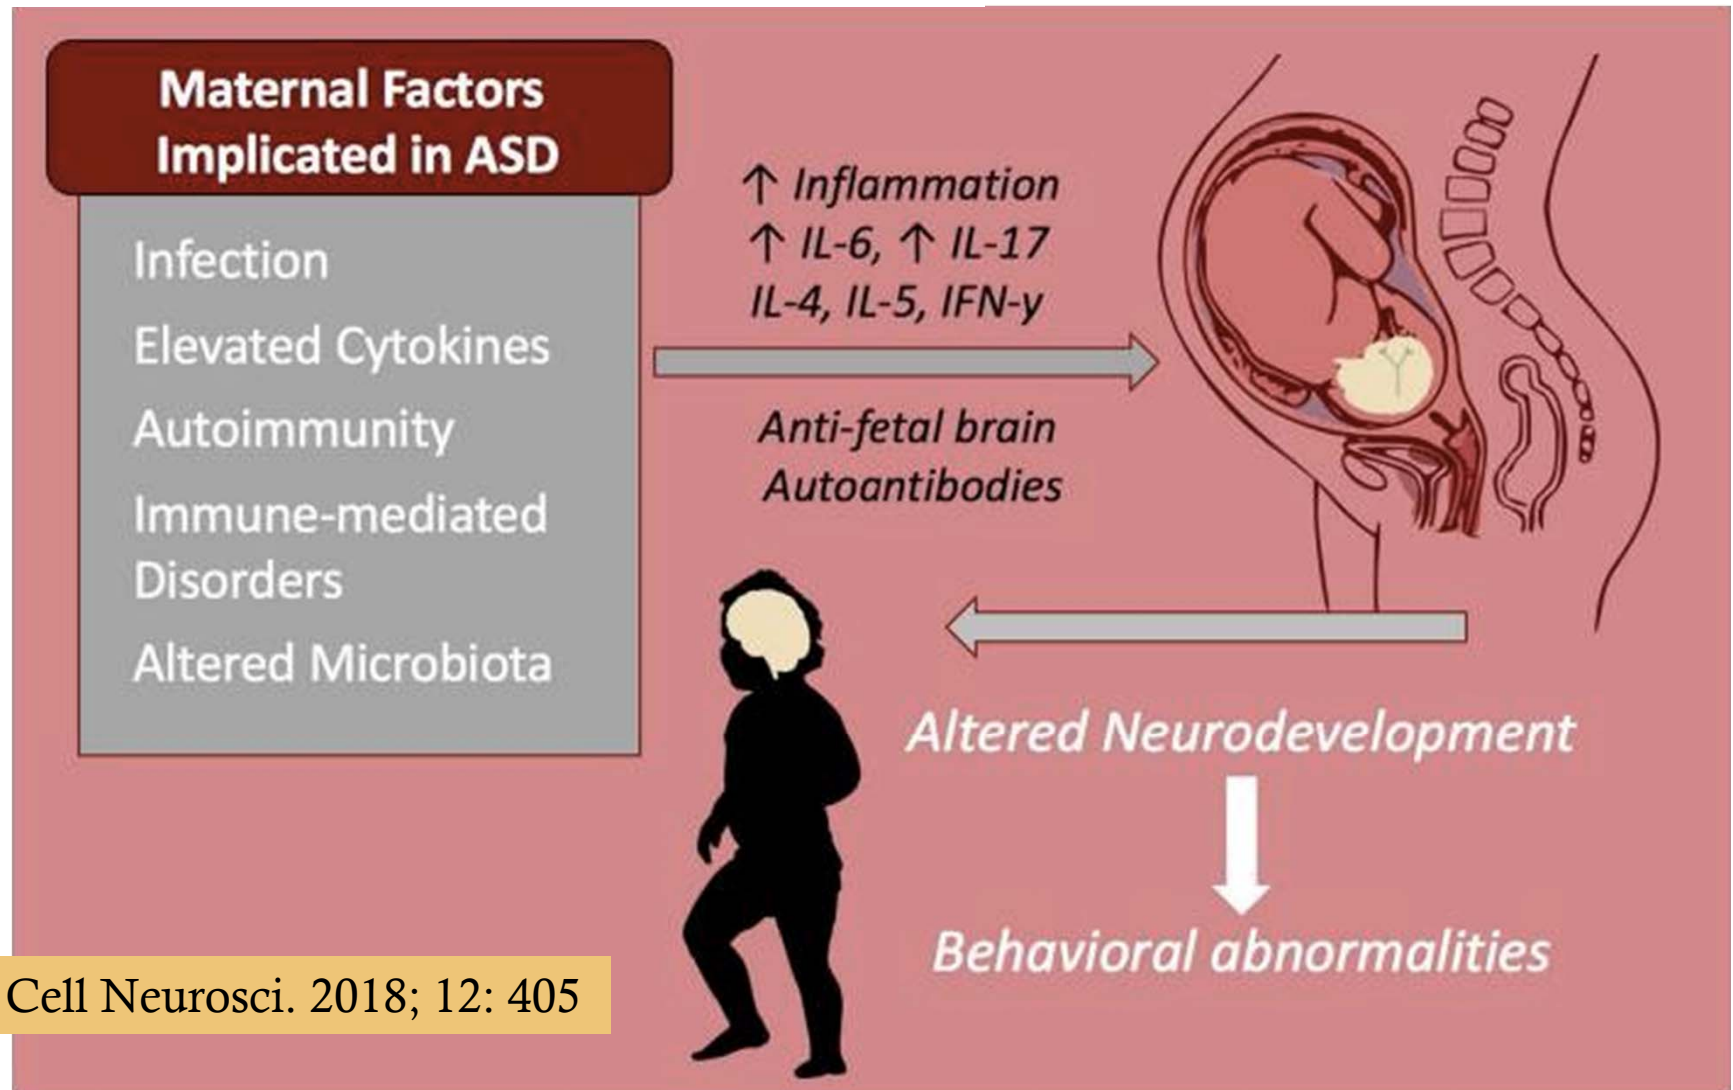 Maternal Factors
Implicated in ASD
Infection
Elevated Cytokines
Autoimmunity
Immune-mediated
Disorders
Altered Microbiota
↑ Inflammation
↑ IL-6, ↑ IL-17
IL-4, IL-5, IFN-y
Anti-fetal brain
Autoantibodies
Altered Neurodevelopment
Behavioral abnormalities
Cell Neurosci. 2018; 12: 405